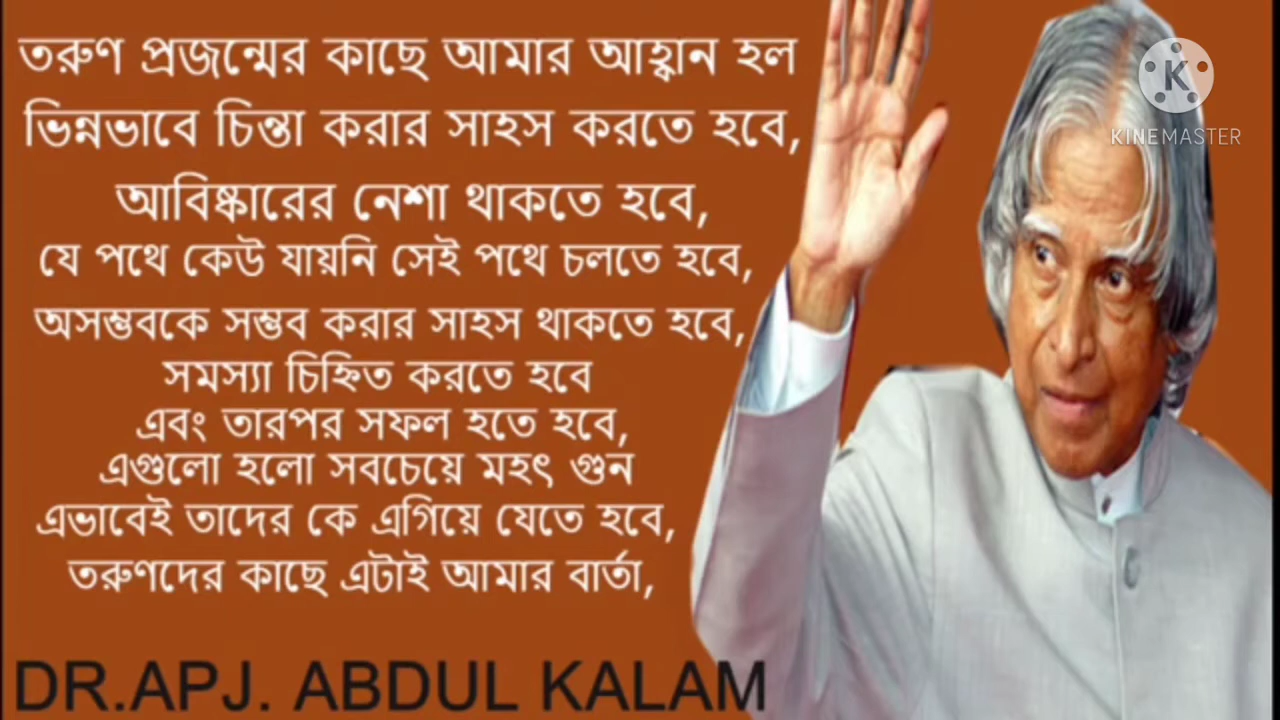 তরুণ প্রজন্মের কাছে আমার আহ্বান হল
ভিন্নভাবে চিন্তা করার সাহস করতে হবে,
আবিষ্কারের নেশা থাকতে হবে,
যে পথে কেউ যায়নি সেই পথে চলতে হবে,
অসম্ভবকে সম্ভব করার সাহস থাকতে হবে,
সমস্যা চিহ্নিত করতে হবে
এবং তারপর সফল হতে হবে,
এগুলো হলো সবচেয়ে মহৎ গুন
এভাবেই তাদের কে এগিয়ে যেতে হবে,
তরুণদের কাছে এটাই আমার বার্তা,
DR.APJ. ABDUL KALAM
K
KINEMASTER